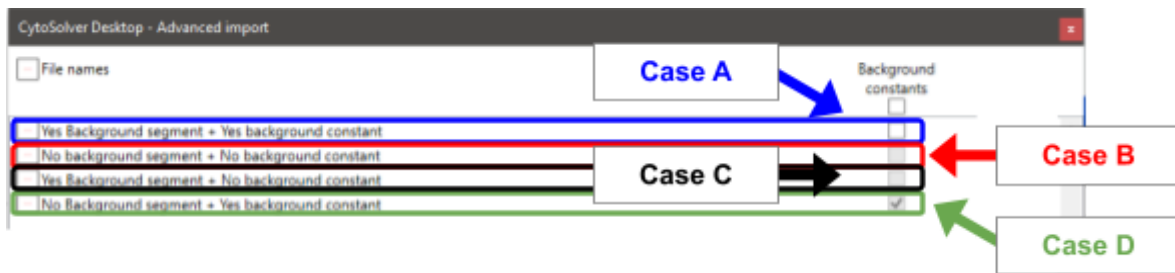 CytoSolver Desktop - Advanced import
x
File names
Case A
Background
constants
Yes Background segment + Yes background constant
No background segment + No background constant
Case B
Yes Background segment + No background constant
Case C
No Background segment + Yes background constant
Case D